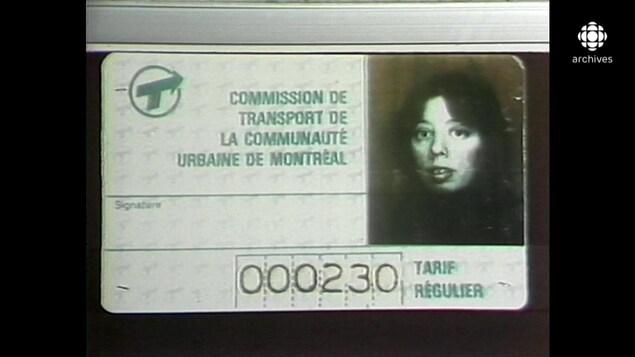 archives
COMMISSION DE
TRANSPORT DE
LA COMMUNAUTÉ
URBAINE DE MONTRÉAL
Signature
000230
TARIF
RÉGULIER